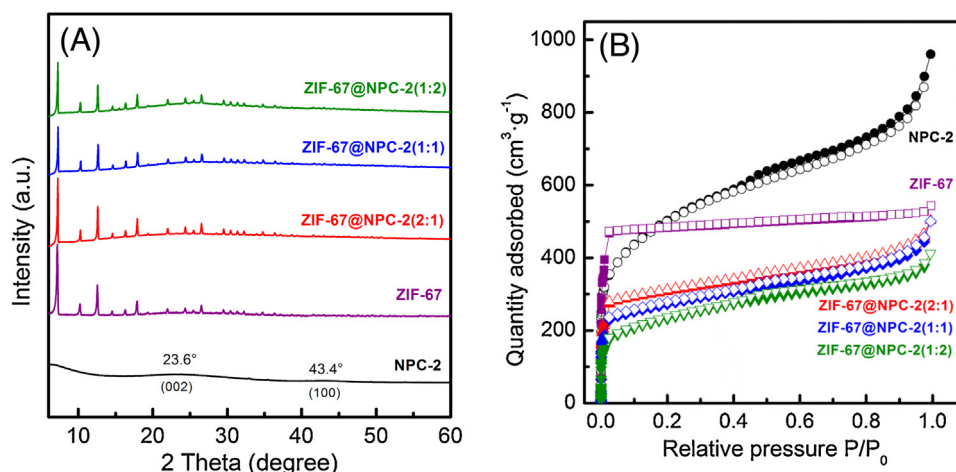 (A)
ZIF-67@NPC-2(1:2)
ZIF-67@NPC-2(1:1)
ZIF-67@NPC-2(2:1)
ZIF-67
NPC-2
23.6°
(002)
43.4°
(100)
Intensity (a.u.)
10 20 30 40 50 60
2 Theta (degree)
(B)
1000
800
600
400
200
0
NPC-2
ZIF-67
ZIF-67@NPC-2(2:1)
ZIF-67@NPC-2(1:1)
ZIF-67@NPC-2(1:2)
Quantity adsorbed (cm³·g⁻¹)
0.0 0.2 0.4 0.6 0.8 1.0
Relative pressure P/P₀